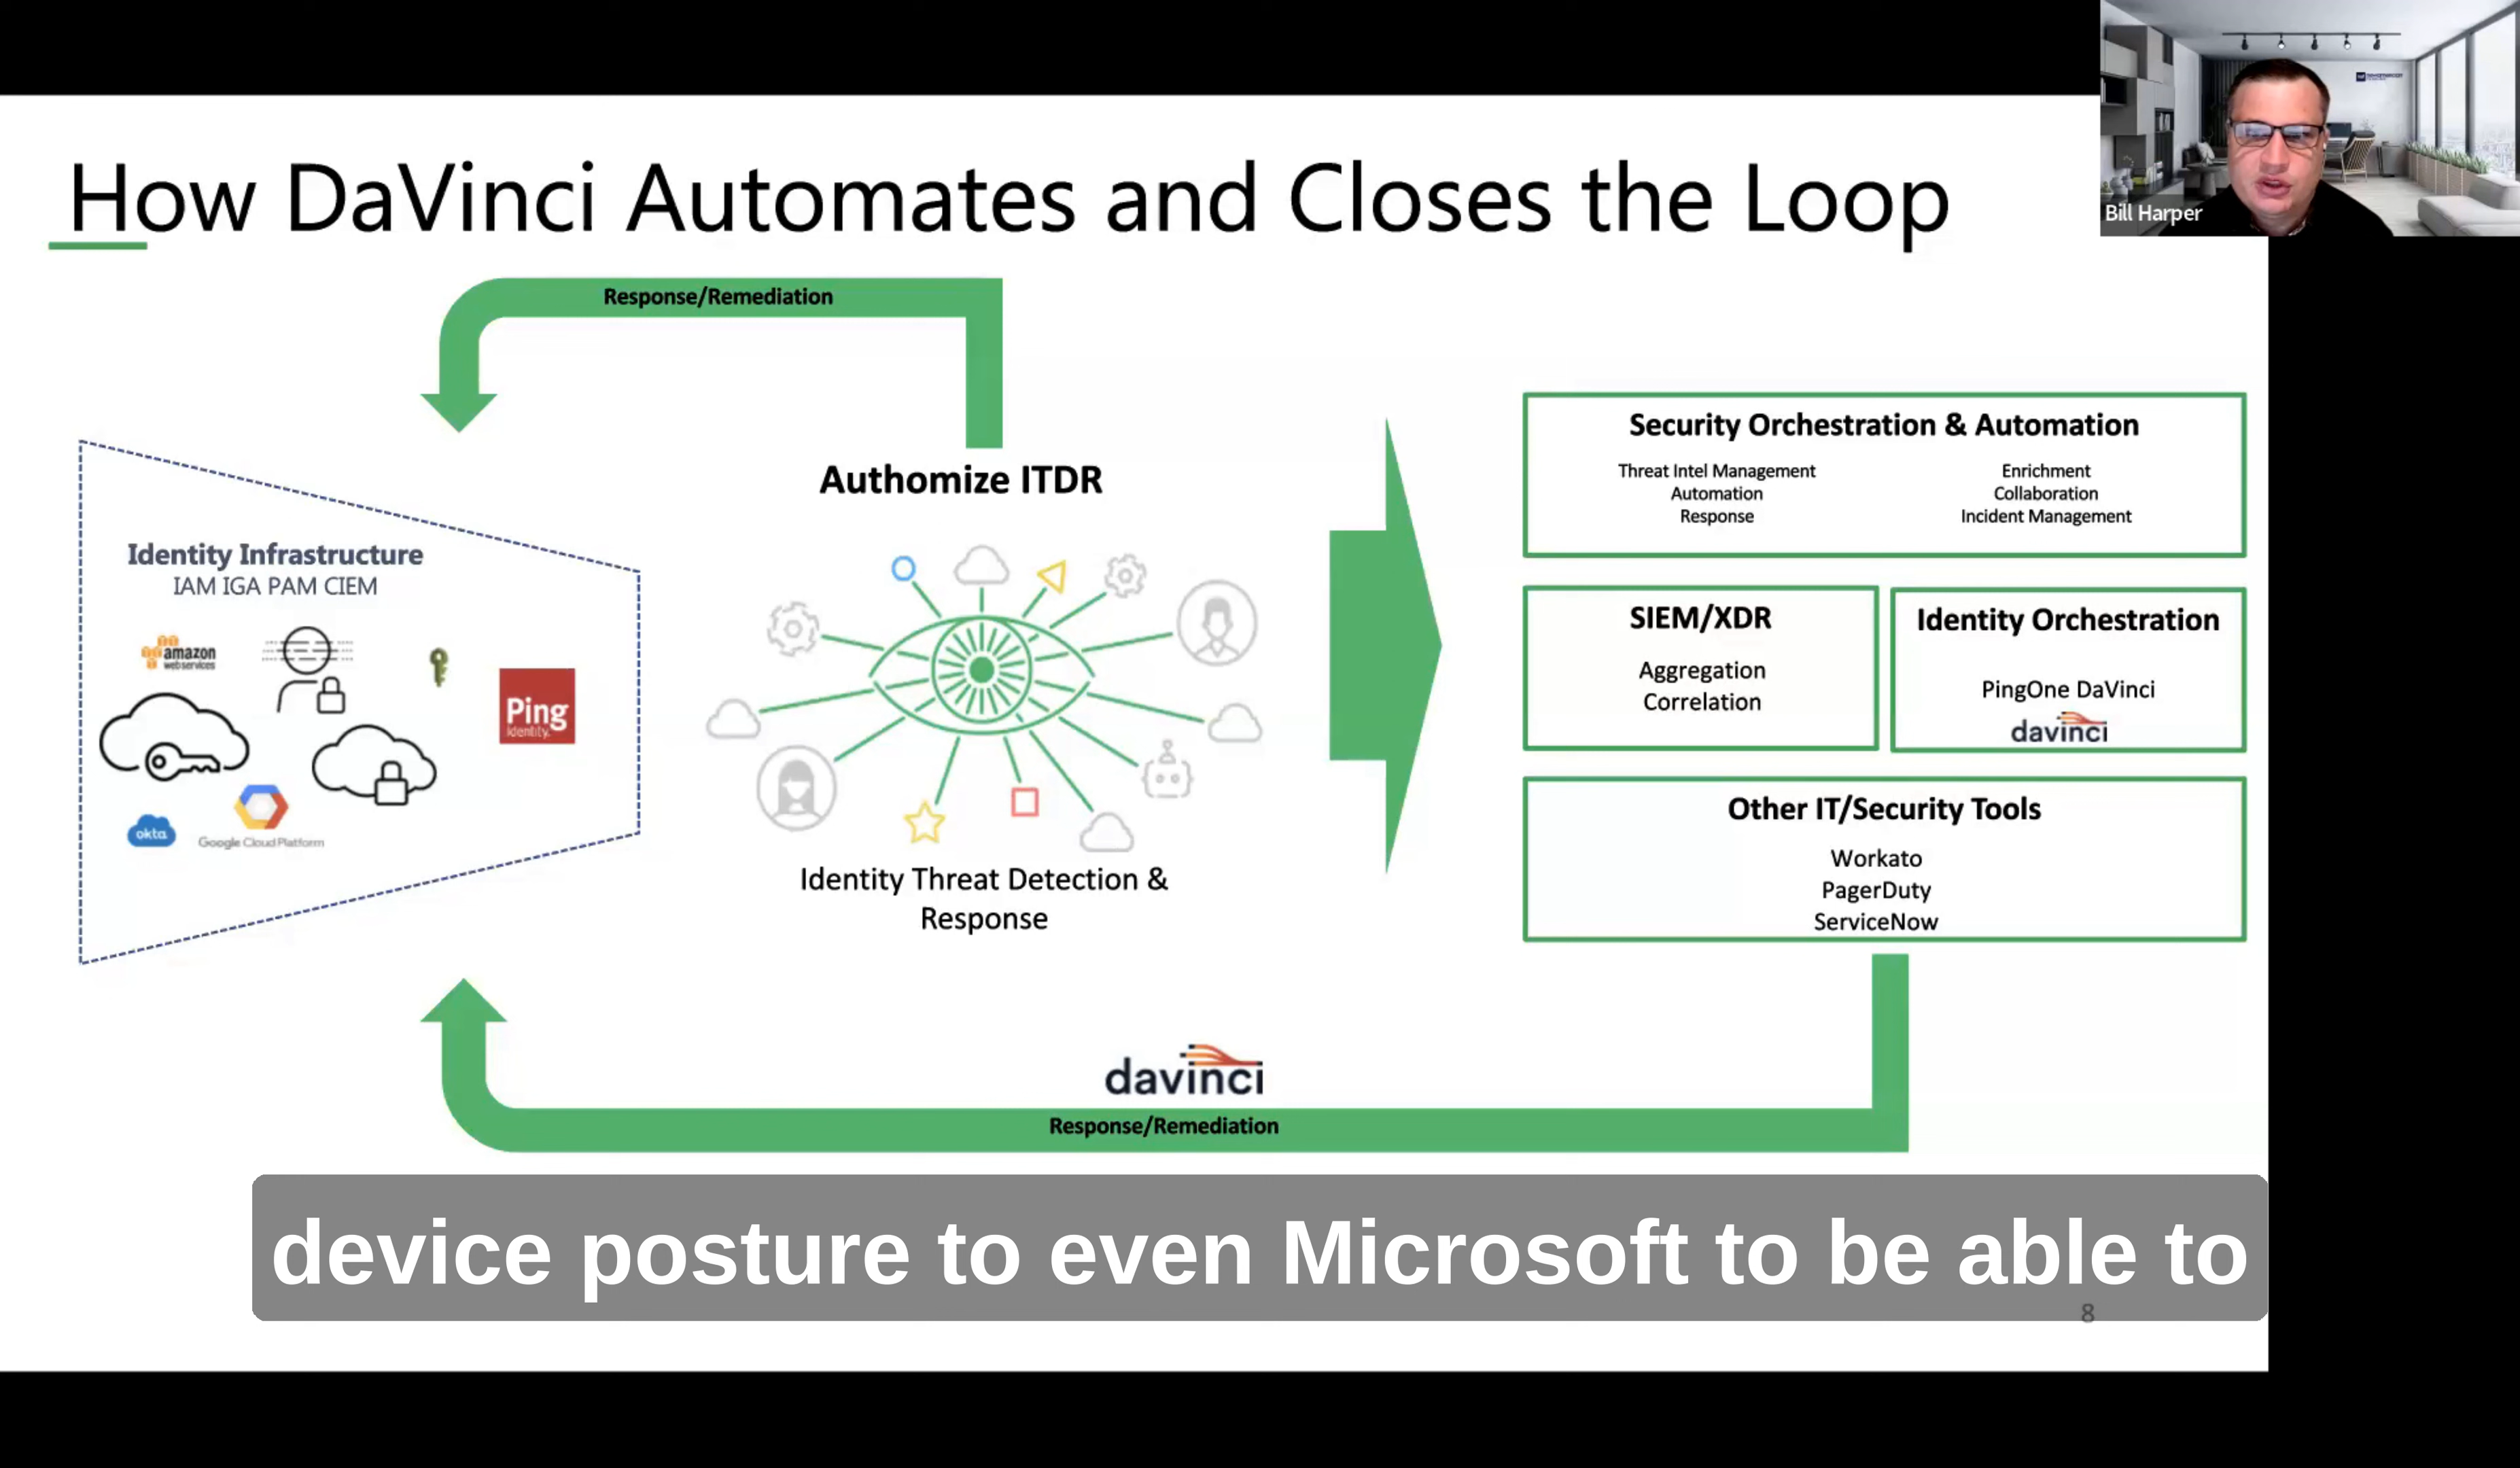 How DaVinci Automates and Closes the Loop
Bill Harper
Response/Remediation
Authomize ITDR
Identity Infrastructure
IAM IGA PAM CIEM
amazon
webservices
Ping
Identity.
okta
Google Cloud Platform
Identity Threat Detection &
Response
Security Orchestration & Automation
Threat Intel Management
Automation
Response
Enrichment
Collaboration
Incident Management
SIEM/XDR
Aggregation
Correlation
Identity Orchestration
PingOne DaVinci
davinci
Other IT/Security Tools
Workato
PagerDuty
ServiceNow
davinci
Response/Remediation
device posture to even Microsoft to be able to
8